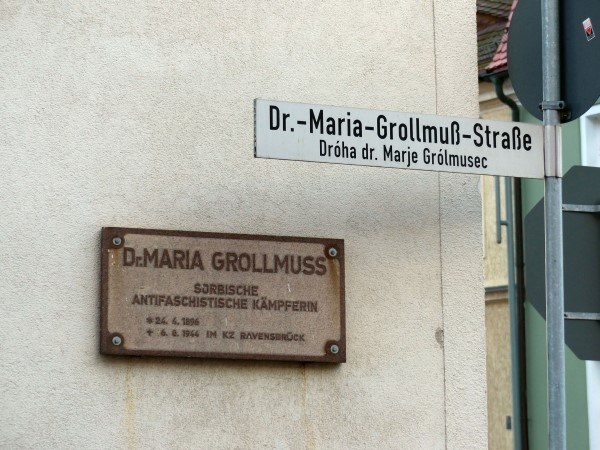 Dr.-Maria-Grollmuß-Straße
Dróha dr. Marje Grólmusec
Dr. MARIA GROLLMUSS
SORBISCHE
ANTIFASCHISTISCHE KÄMPFERIN
* 24. 4. 1896
+ 6. 8. 1944 IM KZ RAVENSBRÜCK